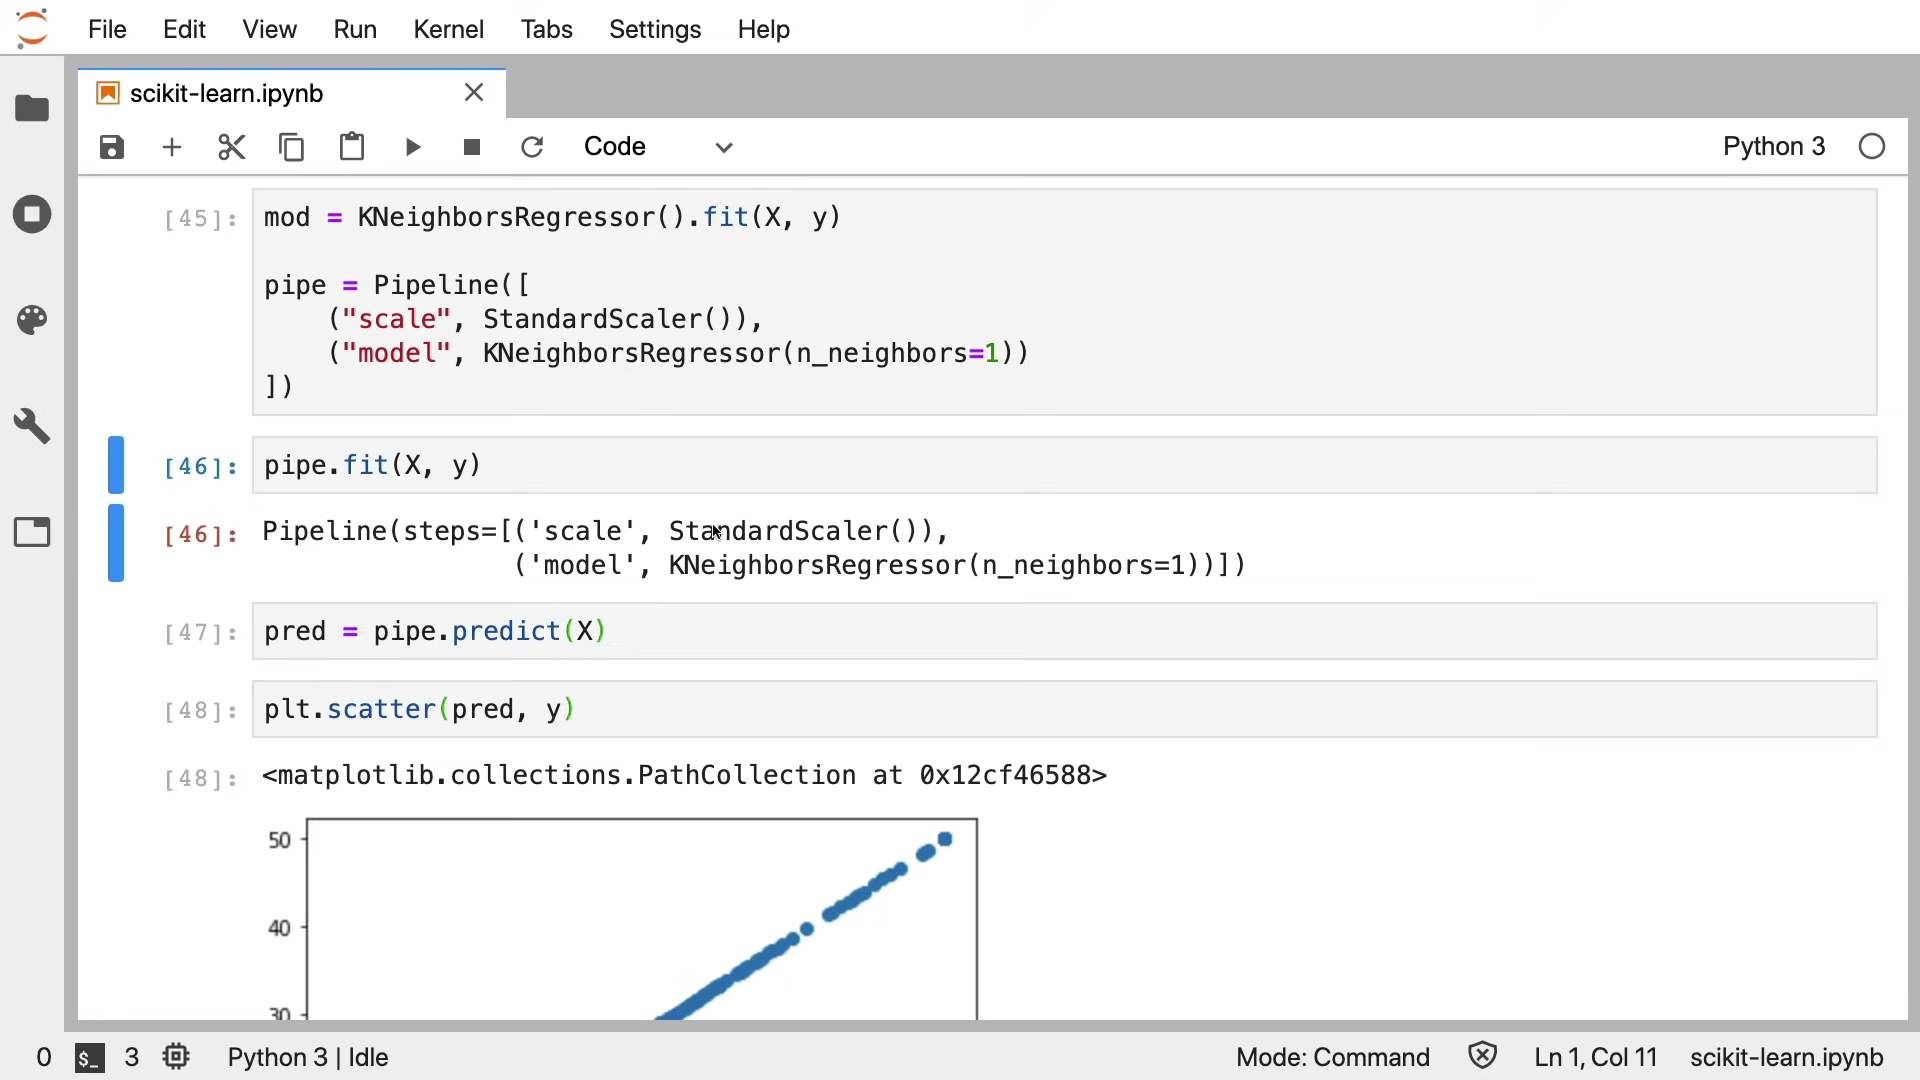 File Edit View Run Kernel Tabs Settings Help
scikit-learn.ipynb
Code
Python 3
[45]: mod = KNeighborsRegressor().fit(X, y)
pipe = Pipeline([
("scale", StandardScaler()),
("model", KNeighborsRegressor(n_neighbors=1))
])
[46]: pipe.fit(X, y)
[46]: Pipeline(steps=[('scale', StandardScaler()),
('model', KNeighborsRegressor(n_neighbors=1))])
[47]: pred = pipe.predict(X)
[48]: plt.scatter(pred, y)
[48]: <matplotlib.collections.PathCollection at 0x12cf46588>
50
40
30
0 $_ 3 Python 3 | Idle Mode: Command Ln 1, Col 11 scikit-learn.ipynb